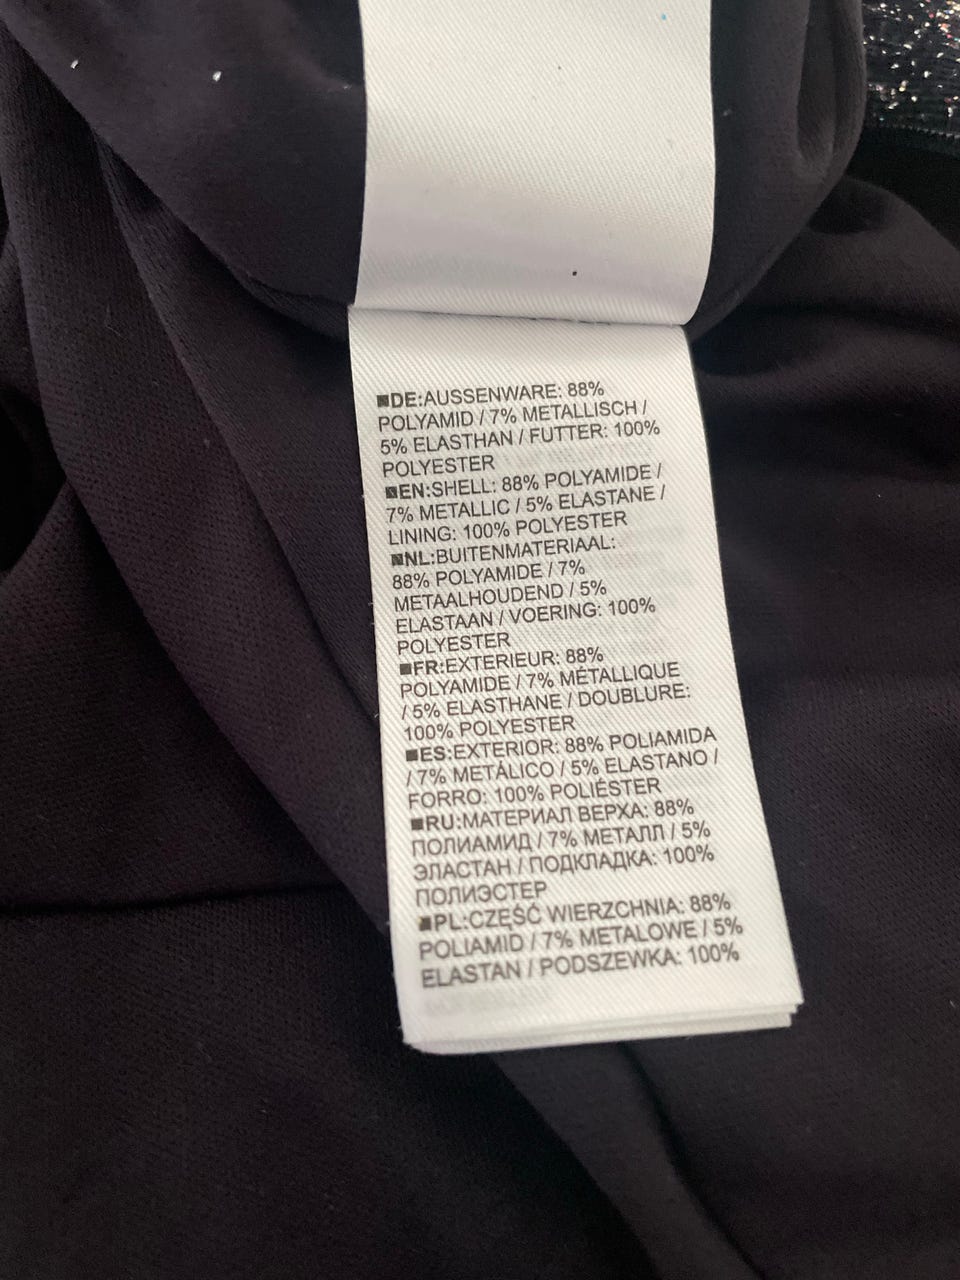 ■DE:AUSSENWARE: 88%
POLYAMID / 7% METALLISCH /
5% ELASTHAN / FUTTER: 100%
POLYESTER
■EN:SHELL: 88% POLYAMIDE /
7% METALLIC / 5% ELASTANE /
LINING: 100% POLYESTER
■NL:BUITENMATERIAAL:
88% POLYAMIDE / 7%
METAALHOUDEND / 5%
ELASTAAN / VOERING: 100%
POLYESTER
■FR:EXTERIEUR: 88%
POLYAMIDE / 7% MÉTALLIQUE
/ 5% ELASTHANE / DOUBLURE:
100% POLYESTER
■ES:EXTERIOR: 88% POLIAMIDA
/ 7% METÁLICO / 5% ELASTANO /
FORRO: 100% POLIÉSTER
■RU:МАТЕРИАЛ ВЕРХА: 88%
ПОЛИАМИД / 7% МЕТАЛЛ / 5%
ЭЛАСТАН / ПОДКЛАДКА: 100%
ПОЛИЭСТЕР
■PL:CZĘŚĆ WIERZCHNIA: 88%
POLIAMID / 7% METALOWE / 5%
ELASTAN / PODSZEWKA: 100%